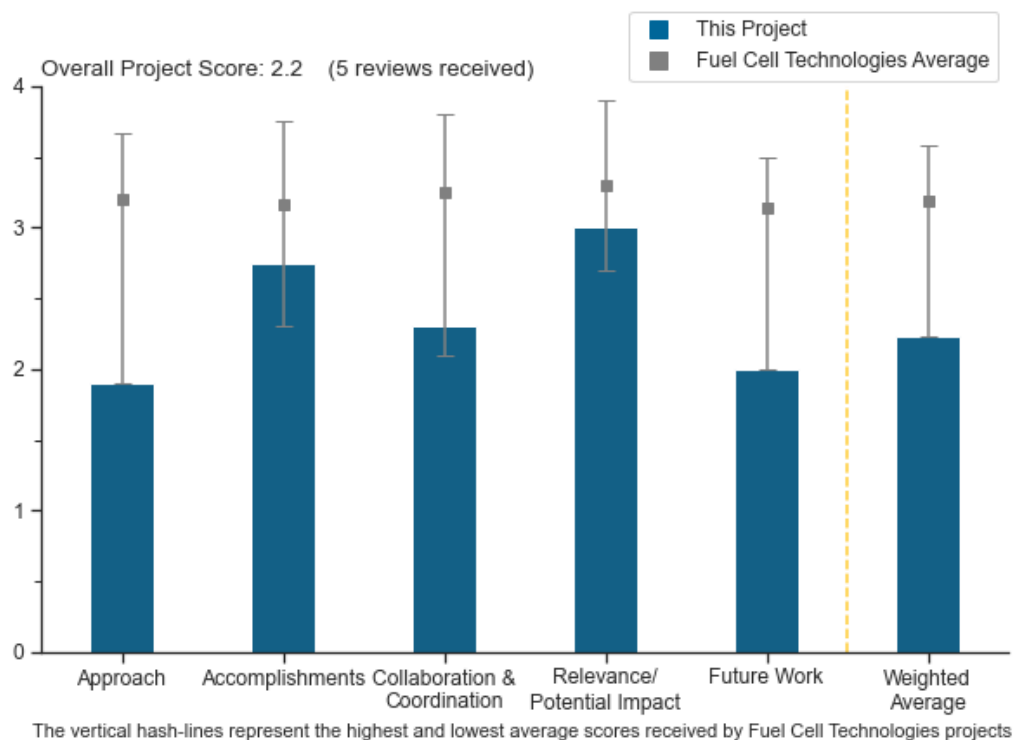 This Project
Fuel Cell Technologies Average
Overall Project Score: 2.2 (5 reviews received)
4
3
2
1
0
Approach
Accomplishments
Collaboration &
Coordination
Relevance/
Potential Impact
Future Work
Weighted
Average
The vertical hash-lines represent the highest and lowest average scores received by Fuel Cell Technologies projects